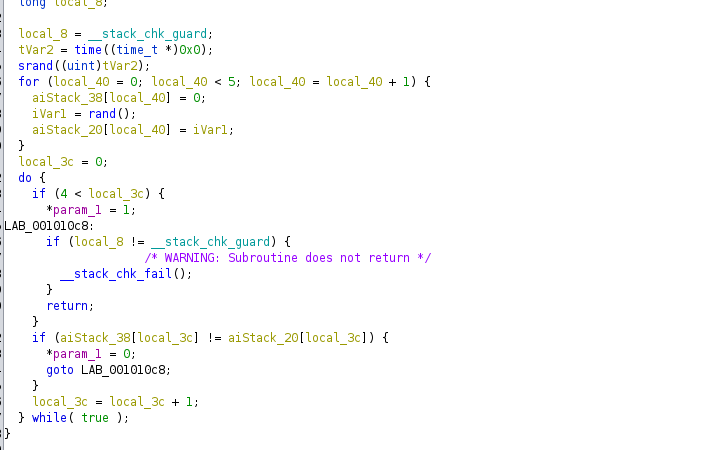 long local_8;
local_8 = __stack_chk_guard;
tVar2 = time((time_t *)0x0);
srand((uint)tVar2);
for (local_40 = 0; local_40 < 5; local_40 = local_40 + 1) {
aiStack_38[local_40] = 0;
iVar1 = rand();
aiStack_20[local_40] = iVar1;
}
local_3c = 0;
do {
if (4 < local_3c) {
*param_1 = 1;
LAB_001010c8:
if (local_8 != __stack_chk_guard) {
/* WARNING: Subroutine does not return */
__stack_chk_fail();
}
return;
}
if (aiStack_38[local_3c] != aiStack_20[local_3c]) {
*param_1 = 0;
goto LAB_001010c8;
}
local_3c = local_3c + 1;
} while( true );
}